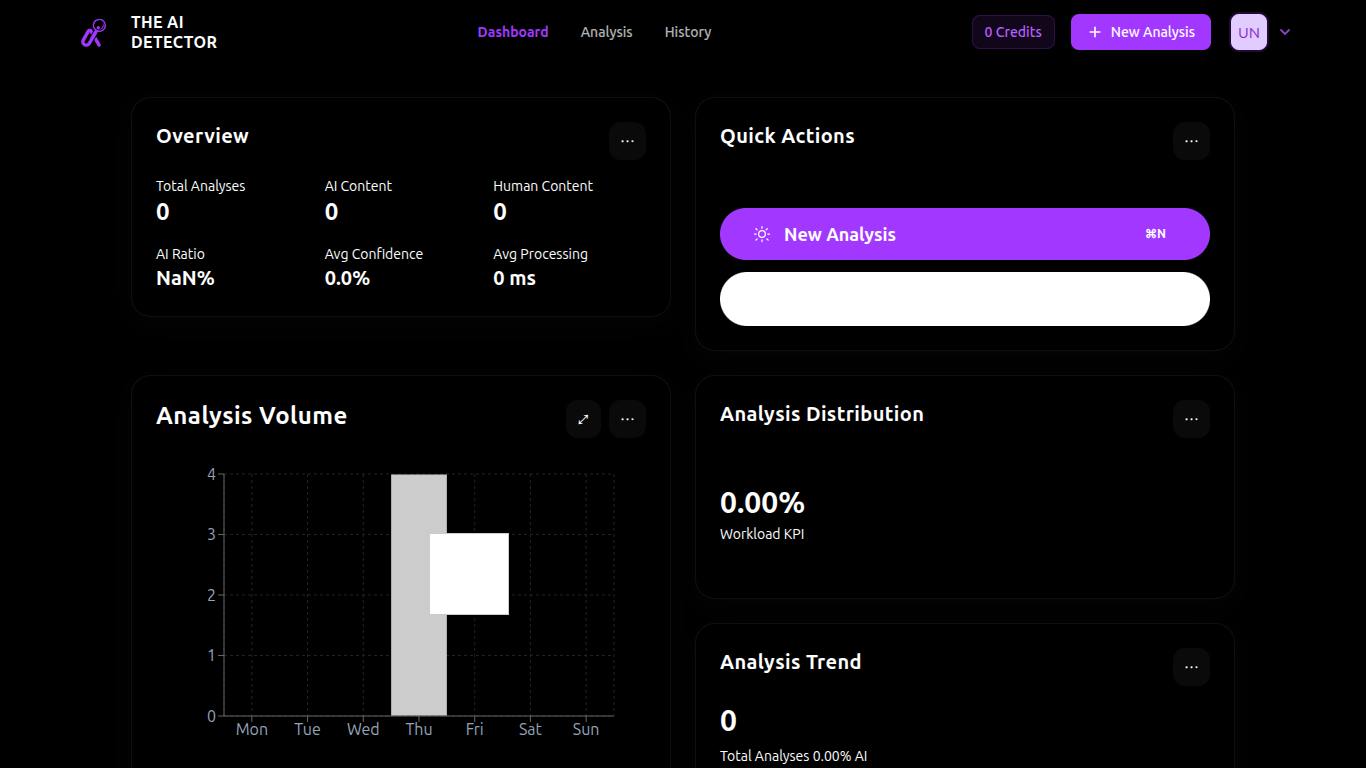 THE AI
DETECTOR
Dashboard
Analysis
History
0 Credits
+ New Analysis
UN
Overview
...
Total Analyses
0
AI Content
0
Human Content
0
AI Ratio
NaN%
Avg Confidence
0.0%
Avg Processing
0 ms
Quick Actions
...
New Analysis
⌘N
Analysis Volume
...
4
3
2
1
0
Mon
Tue
Wed
Thu
Fri
Sat
Sun
Analysis Distribution
...
0.00%
Workload KPI
Analysis Trend
...
0
Total Analyses 0.00% AI